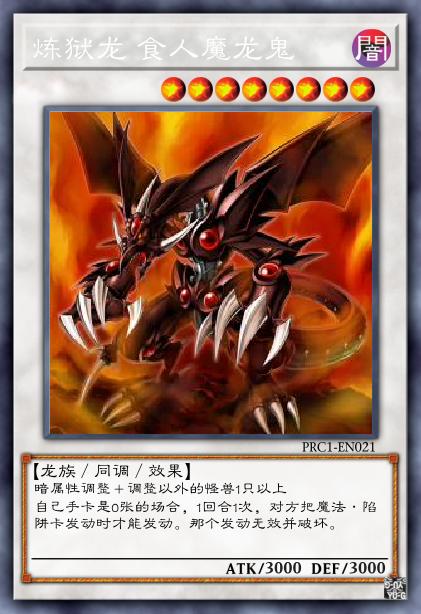 炼狱龙 食人魔龙鬼
闇
PRC1-EN021
【龙族／同调／效果】
暗属性调整＋调整以外的怪兽1只以上
自己手卡是0张的场合，1回合1次，对方把魔法·陷
阱卡发动时才能发动。那个发动无效并破坏。
ATK/3000 DEF/3000